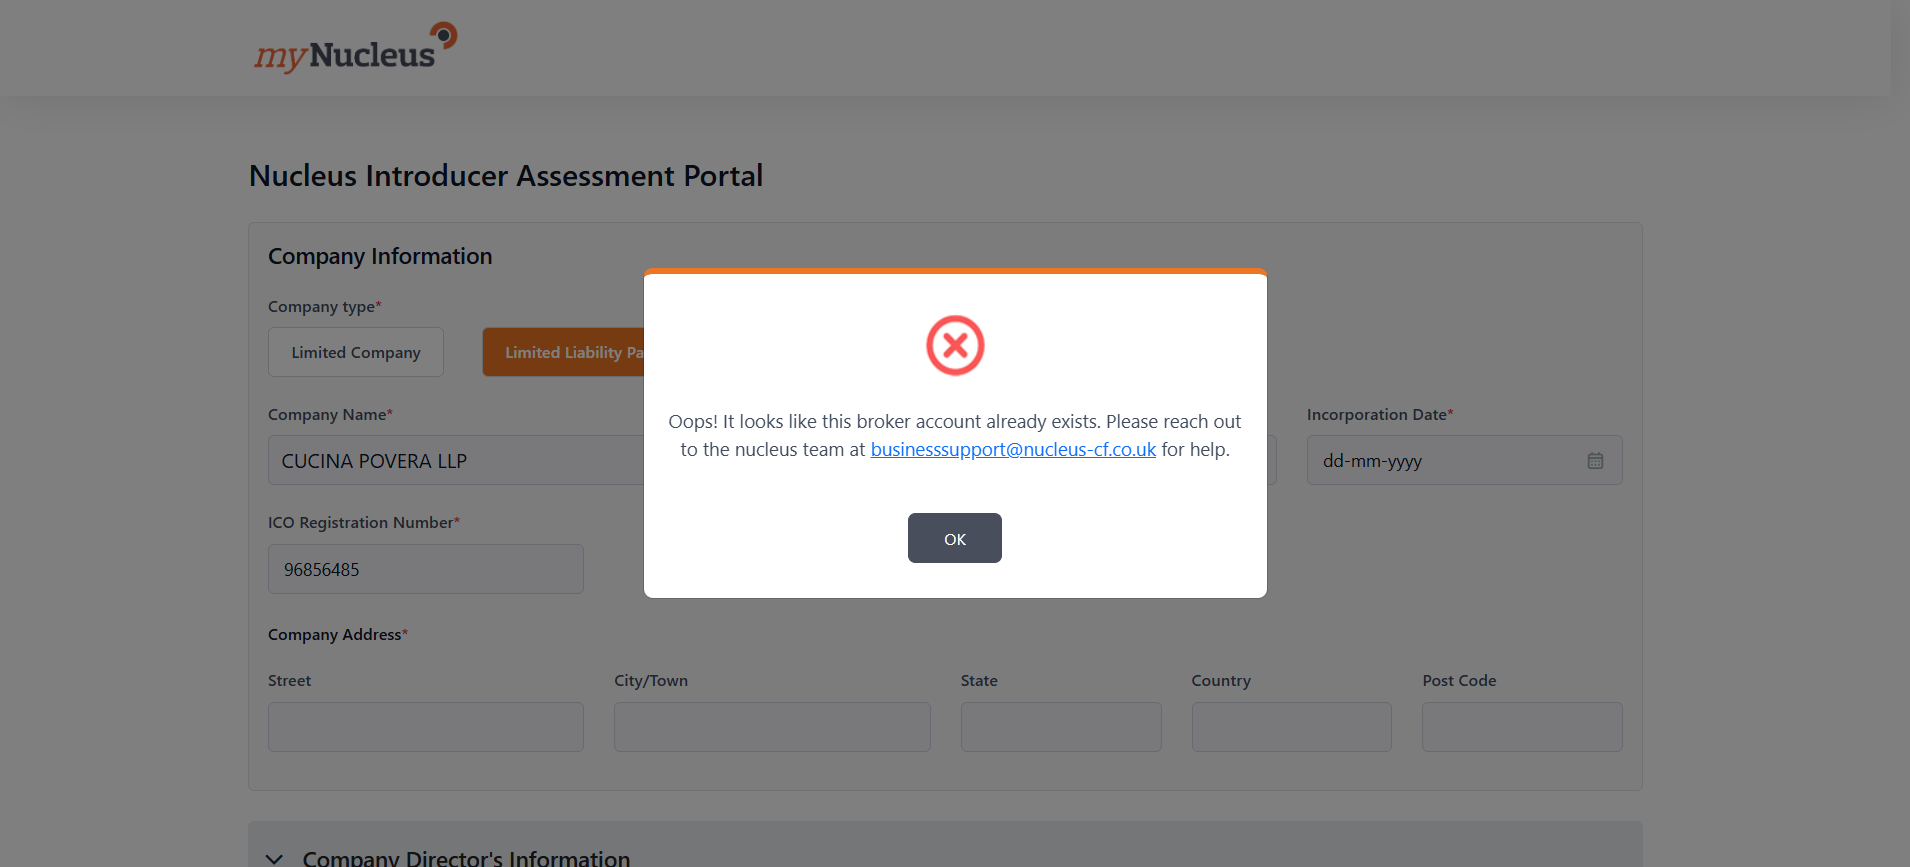 myNucleus
Nucleus Introducer Assessment Portal
Company Information
Company type*
Limited Company
Limited Liability Pa
Company Name*
Incorporation Date*
CUCINA POVERA LLP
dd-mm-yyyy
Oops! It looks like this broker account already exists. Please reach out
to the nucleus team at businesssupport@nucleus-cf.co.uk for help.
OK
ICO Registration Number*
96856485
Company Address*
Street
City/Town
State
Country
Post Code
Company Director's Information